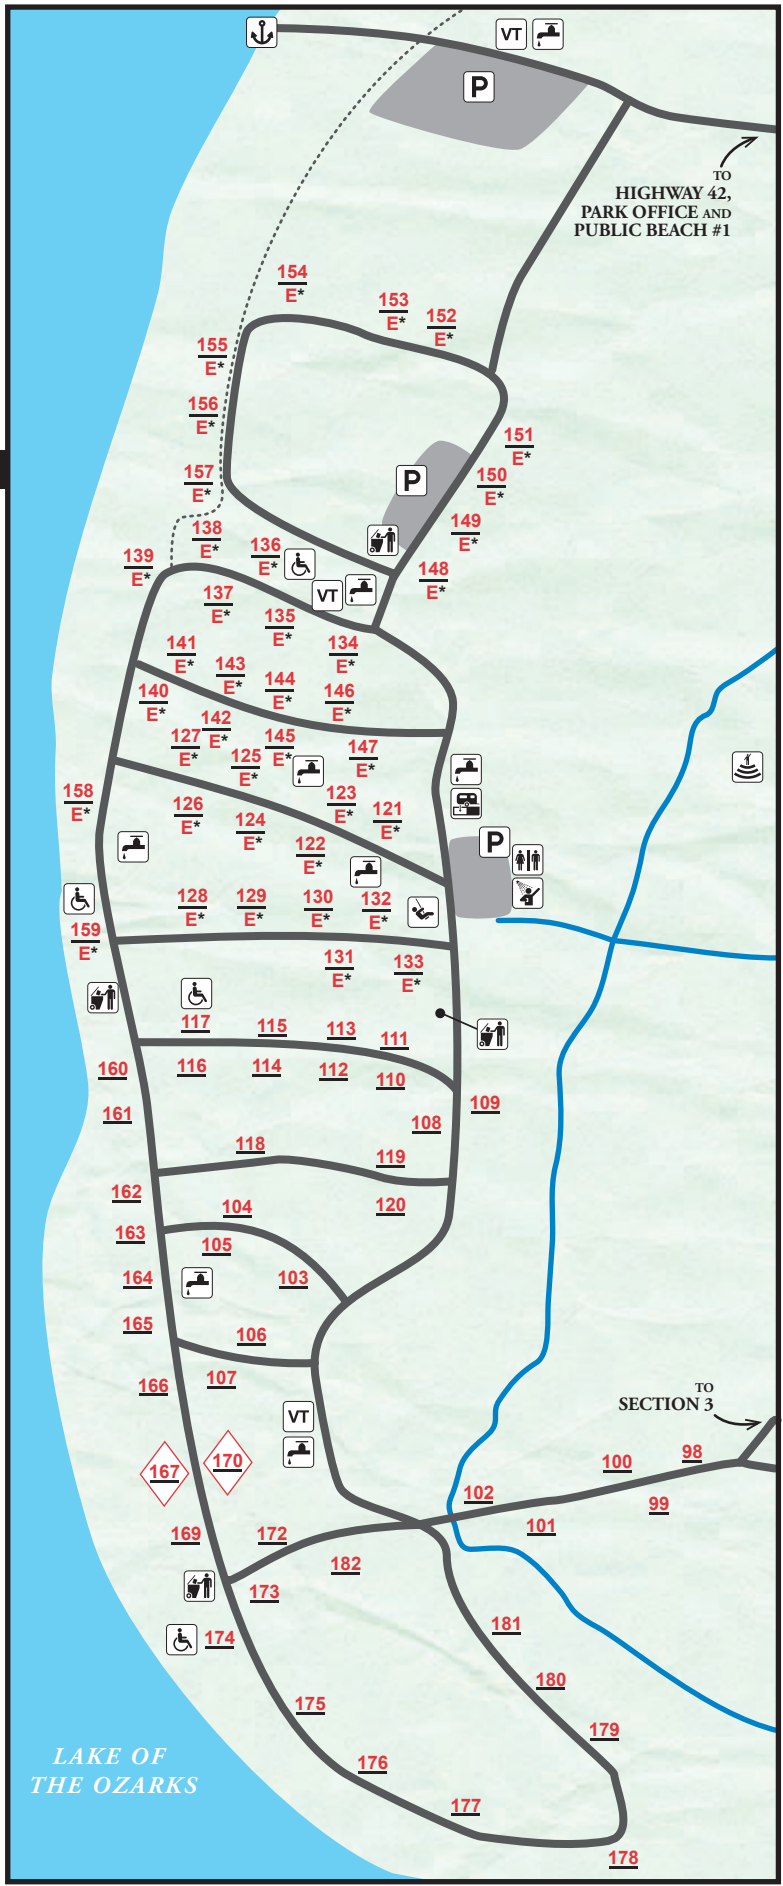 VT
P
TO
HIGHWAY 42,
PARK OFFICE AND
PUBLIC BEACH #1
154
E*
153
E*
152
E*
155
E*
156
E*
151
E*
157
E*
P
150
E*
149
E*
138
E*
139
E*
136
E*
148
E*
137
E*
VT
135
E*
141
E*
134
E*
143
E*
144
E*
146
E*
140
E*
142
E*
127
E*
145
E*
125
E*
147
E*
158
E*
126
E*
123
E*
121
E*
124
E*
122
E*
P
128
E*
129
E*
130
E*
132
E*
159
E*
131
E*
133
E*
117
115
113
111
160
116
114
112
110
161
109
108
118
119
162
104
120
163
105
164
103
165
106
166
107
TO
SECTION 3
VT
167
170
100
98
102
99
169
172
101
182
173
174
181
175
180
179
176
LAKE OF
THE OZARKS
177
178